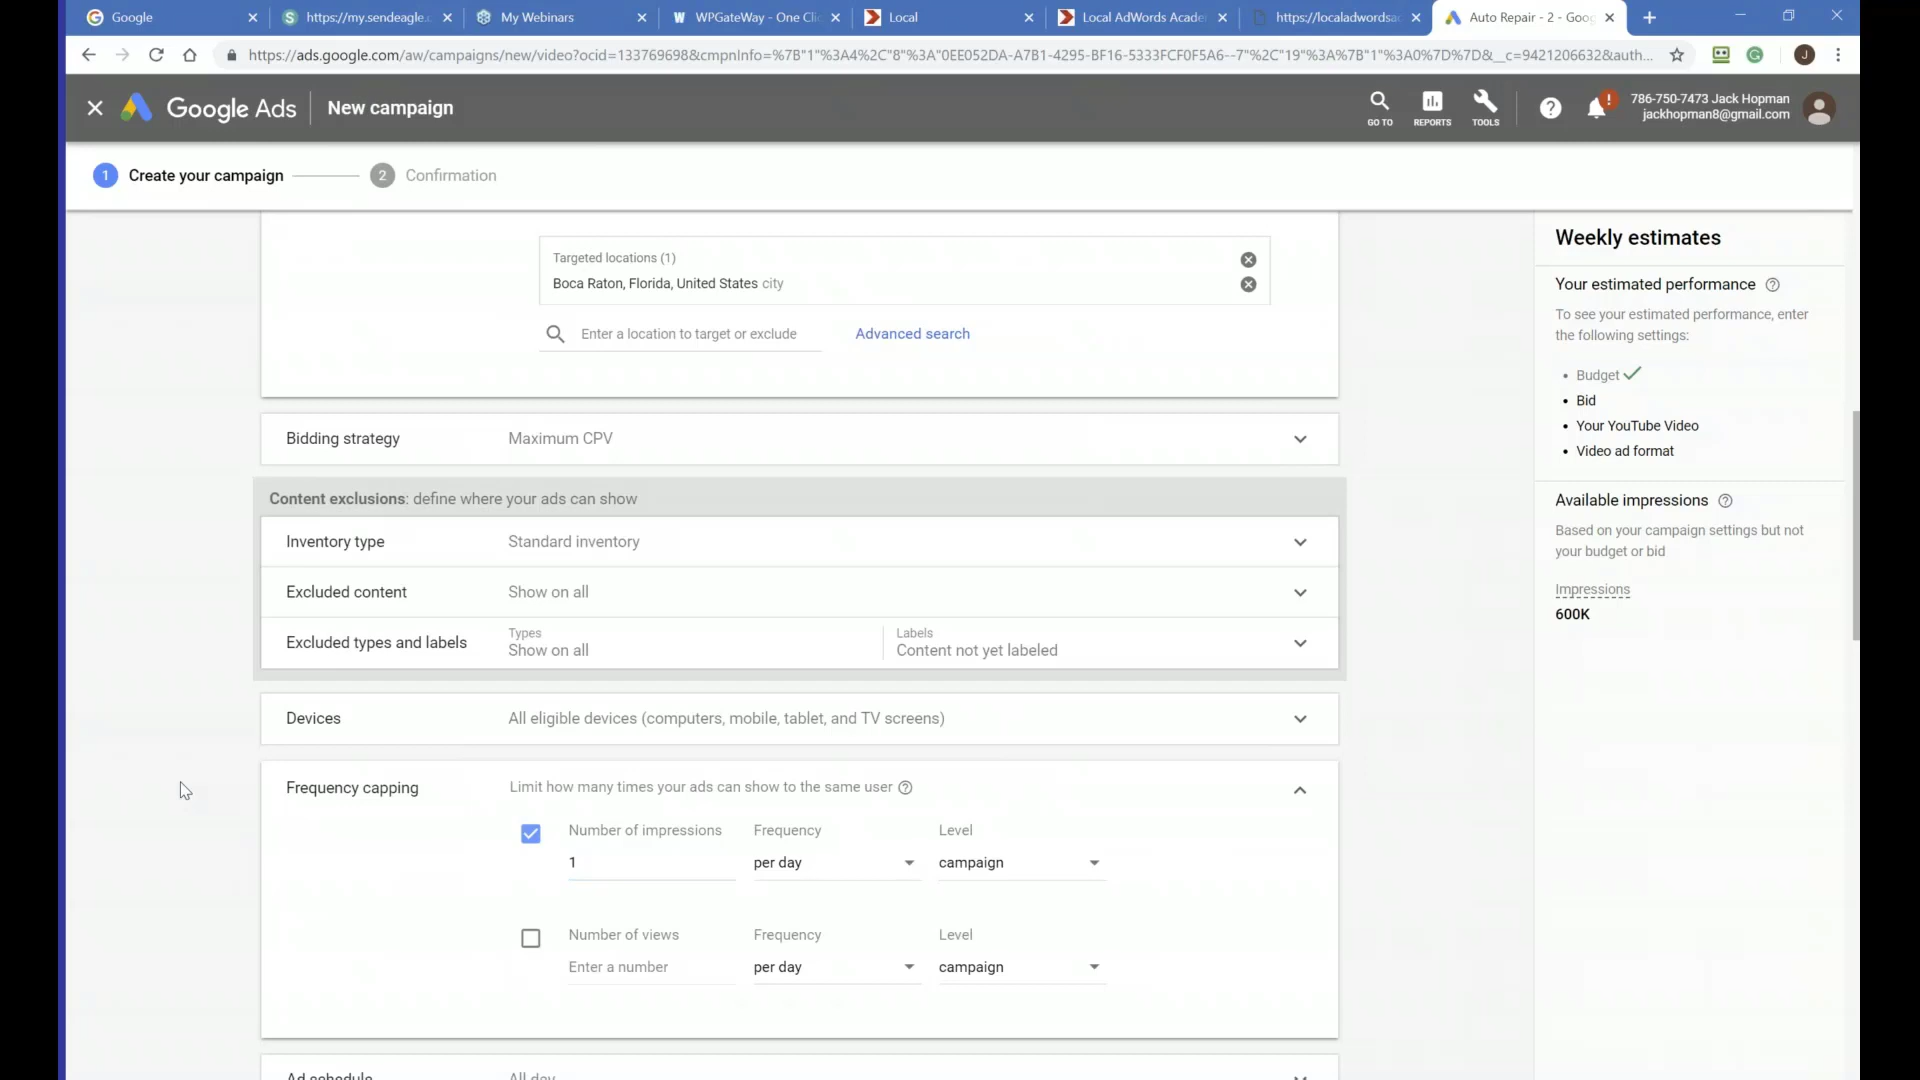 Google
https://my.sendeagle.
My Webinars
WPGateWay - One Clic
Local
Local AdWords Acade
https://localadwordsa
Auto Repair - 2 - Goog
https://ads.google.com/aw/campaigns/new/video?ocid=133769698&cmpnInfo=%7B"1"%3A4%2C"8"%3A"0EE052DA-A7B1-4295-BF16-5333FCF0F5A6--7"%2C"19"%3A%7B"1"%3A0%7D%7D&__c=9421206632&auth...
J
Google Ads
New campaign
GO TO
REPORTS
TOOLS
?
!
786-750-7473 Jack Hopman
jackhopman8@gmail.com
1 Create your campaign
2 Confirmation
Targeted locations (1)
Boca Raton, Florida, United States city
Enter a location to target or exclude
Advanced search
Bidding strategy
Maximum CPV
Content exclusions: define where your ads can show
Inventory type
Standard inventory
Excluded content
Show on all
Excluded types and labels
Types
Show on all
Labels
Content not yet labeled
Devices
All eligible devices (computers, mobile, tablet, and TV screens)
Frequency capping
Limit how many times your ads can show to the same user ?
Number of impressions
Frequency
Level
1
per day
campaign
Number of views
Frequency
Level
Enter a number
per day
campaign
Ad schedule
All day
Weekly estimates
Your estimated performance ?
To see your estimated performance, enter
the following settings:
• Budget
• Bid
• Your YouTube Video
• Video ad format
Available impressions ?
Based on your campaign settings but not
your budget or bid
Impressions
600K